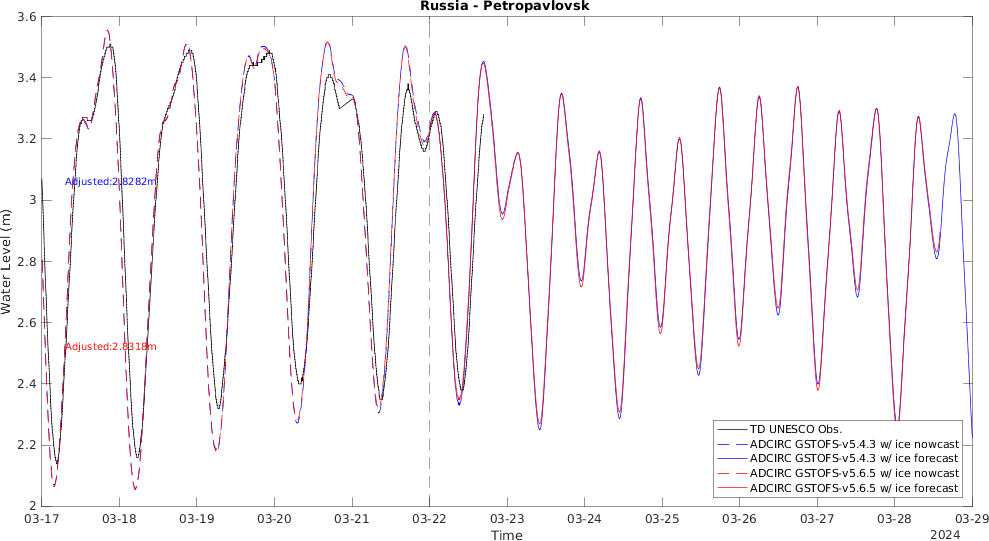 Russia - Petropavlovsk
3.6
3.4
3.2
3
2.8
2.6
2.4
2.2
2
Water Level (m)
Adjusted:2.8282m
Adjusted:2.8318m
TD UNESCO Obs.
ADCIRC GSTOFS-v5.4.3 w/ ice nowcast
ADCIRC GSTOFS-v5.4.3 w/ ice forecast
ADCIRC GSTOFS-v5.6.5 w/ ice nowcast
ADCIRC GSTOFS-v5.6.5 w/ ice forecast
03-17 03-18 03-19 03-20 03-21 03-22 03-23 03-24 03-25 03-26 03-27 03-28 03-29
Time
2024